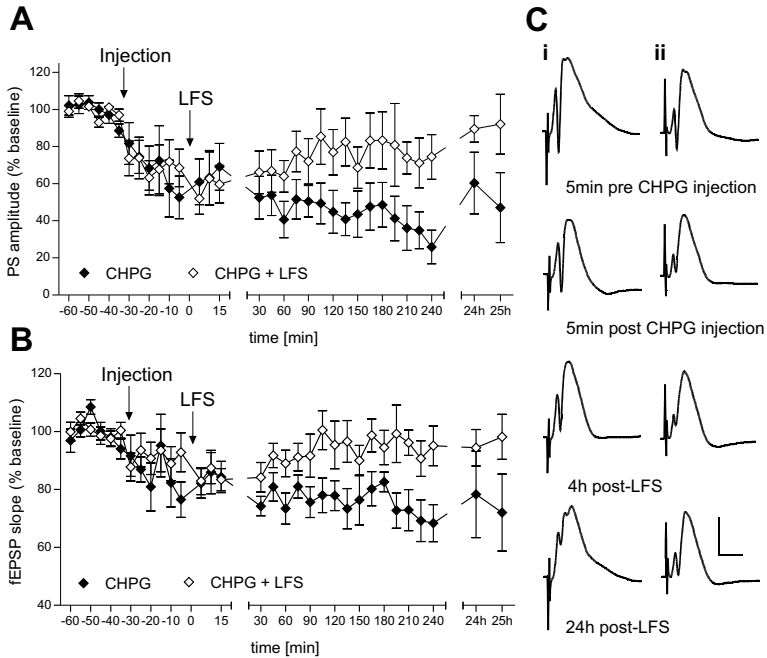 A
Injection
LFS
120
100
80
60
40
20
0
PS amplitude (% baseline)
CHPG
CHPG + LFS
-60 -50 -40 -30 -20 -10 0 15 30 60 90 120 150 180 210 240 24h 25h
time [min]
B
Injection
LFS
120
100
80
60
40
fEPSP slope (% baseline)
CHPG
CHPG + LFS
-60 -50 -40 -30 -20 -10 0 15 30 60 90 120 150 180 210 240 24h 25h
time [min]
C
i
ii
5min pre CHPG injection
5min post CHPG injection
4h post-LFS
24h post-LFS